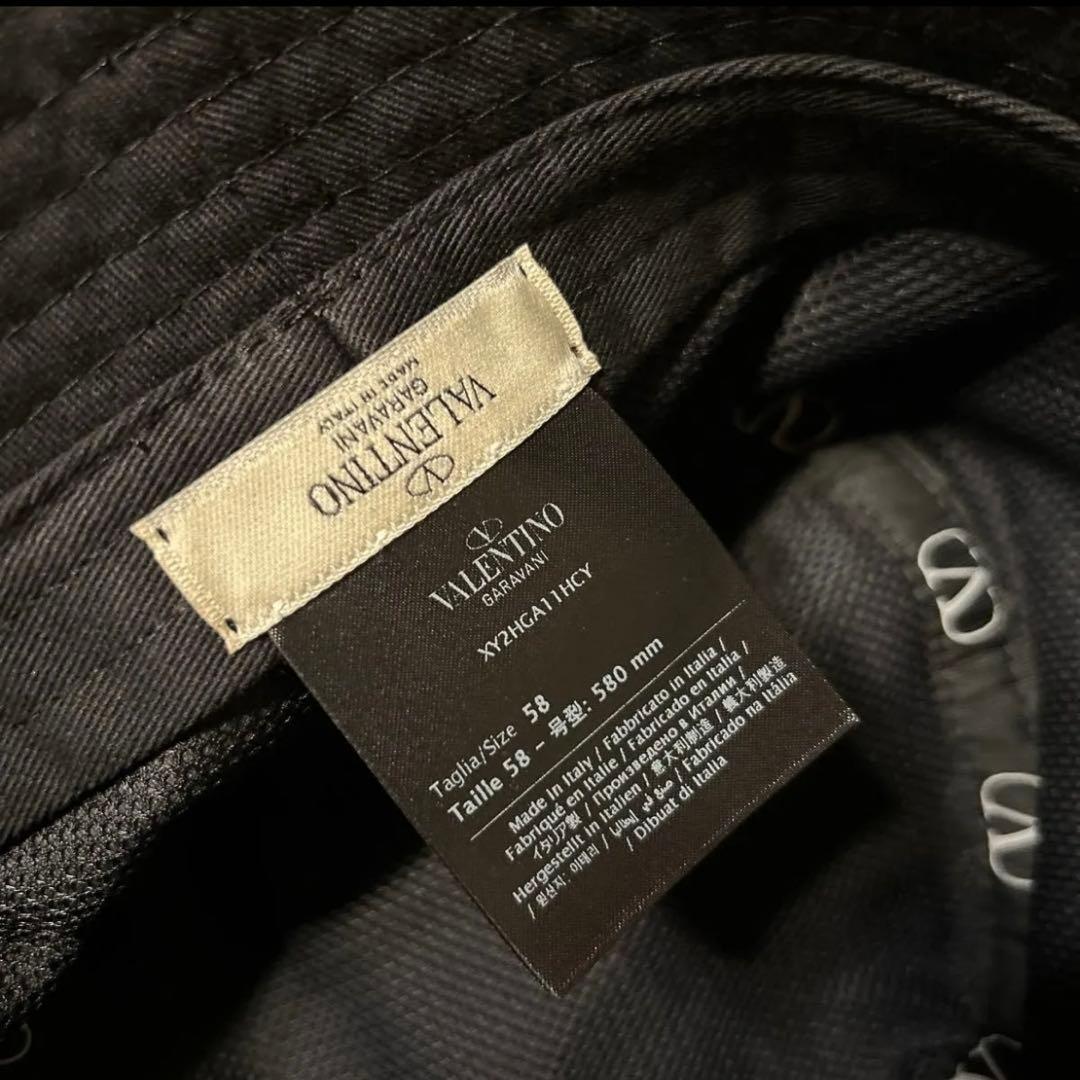 VALENTINO
GARAVANI
MADE IN ITALY
VALENTINO
GARAVANI
XY2HGA11HCY
Taglia/Size 58
Taille 58 - 号型: 580 mm
Made in Italy / Fabbricato in Italia /
Fabriqué en Italie / Fabricado en Italia /
イタリア製 / Произведено в Италии /
Hergestellt in Italien / 意大利制造 / 意大利製造
/ 원산지: 이태리 / صنع في إيطاليا / Fabricado na Itália
/ Dibuat di Italia